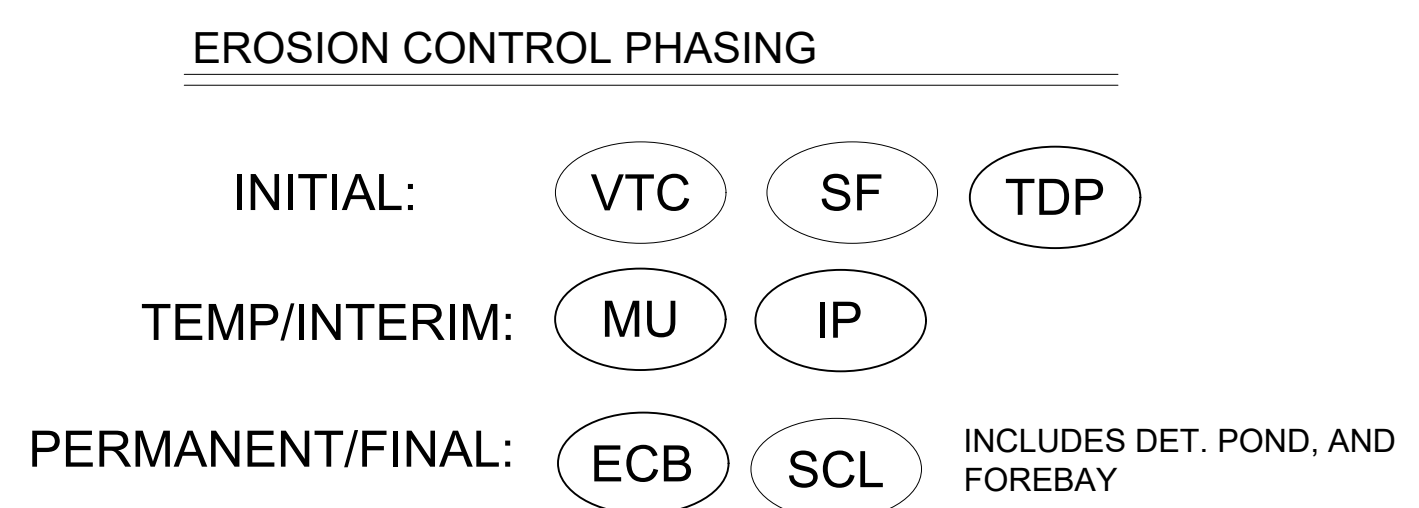 EROSION CONTROL PHASING
INITIAL: VTC SF TDP
TEMP/INTERIM: MU IP
PERMANENT/FINAL: ECB SCL INCLUDES DET. POND, AND
FOREBAY